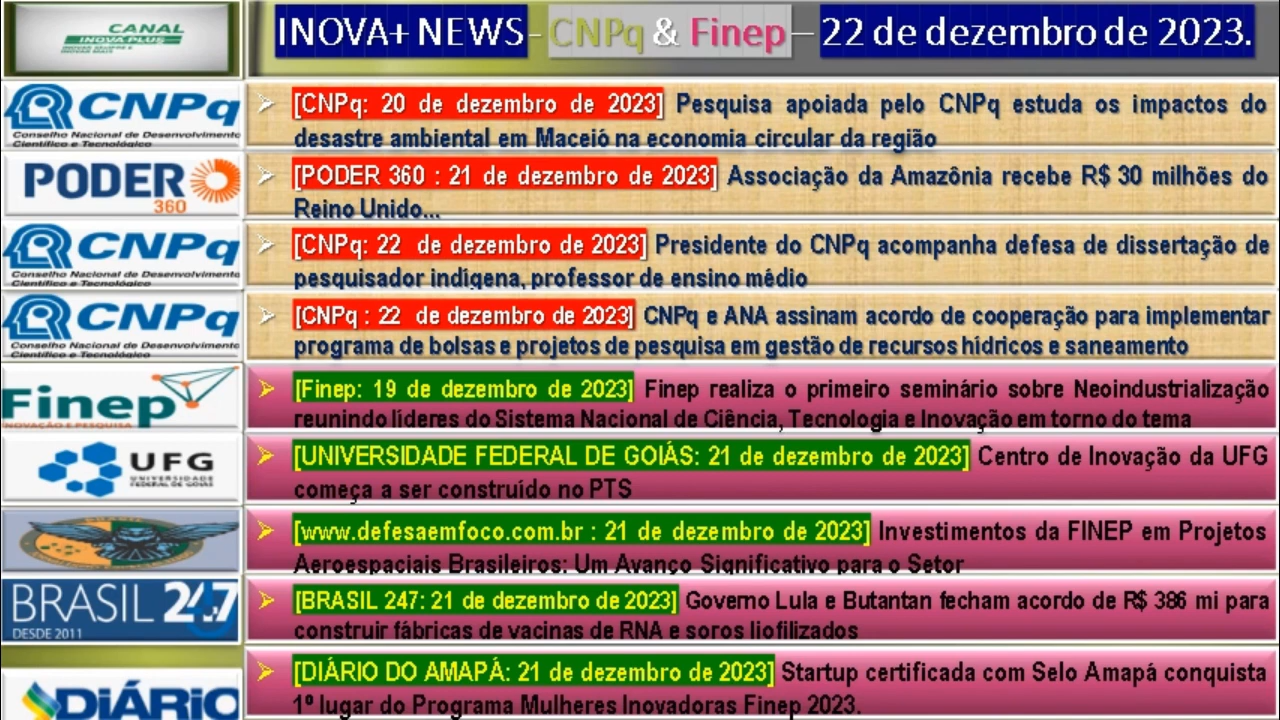 CANAL
INOVA PLUS
INOVAR SEMPRE E
INOVAR MAIS
INOVA+ NEWS- CNPq & Finep – 22 de dezembro de 2023.
CNPq
Conselho Nacional de Desenvolvimento
Científico e Tecnológico
[CNPq: 20 de dezembro de 2023] Pesquisa apoiada pelo CNPq estuda os impactos do
desastre ambiental em Maceió na economia circular da região
PODER
360
[PODER 360 : 21 de dezembro de 2023] Associação da Amazônia recebe R$ 30 milhões do
Reino Unido...
CNPq
Conselho Nacional de Desenvolvimento
Científico e Tecnológico
[CNPq: 22 de dezembro de 2023] Presidente do CNPq acompanha defesa de dissertação de
pesquisador indígena, professor de ensino médio
CNPq
Conselho Nacional de Desenvolvimento
Científico e Tecnológico
[CNPq : 22 de dezembro de 2023] CNPq e ANA assinam acordo de cooperação para implementar
programa de bolsas e projetos de pesquisa em gestão de recursos hídricos e saneamento
Finep
INOVAÇÃO E PESQUISA
[Finep: 19 de dezembro de 2023] Finep realiza o primeiro seminário sobre Neoindustrialização
reunindo líderes do Sistema Nacional de Ciência, Tecnologia e Inovação em torno do tema
UFG
UNIVERSIDADE
FEDERAL DE GOIÁS
[UNIVERSIDADE FEDERAL DE GOIÁS: 21 de dezembro de 2023] Centro de Inovação da UFG
começa a ser construído no PTS
[www.defesaemfoco.com.br : 21 de dezembro de 2023] Investimentos da FINEP em Projetos
Aeroespaciais Brasileiros: Um Avanço Significativo para o Setor
BRASIL 247
DESDE 2011
[BRASIL 247: 21 de dezembro de 2023] Governo Lula e Butantan fecham acordo de R$ 386 mi para
construir fábricas de vacinas de RNA e soros liofilizados
DIÁRIO
[DIÁRIO DO AMAPÁ: 21 de dezembro de 2023] Startup certificada com Selo Amapá conquista
1º lugar do Programa Mulheres Inovadoras Finep 2023.